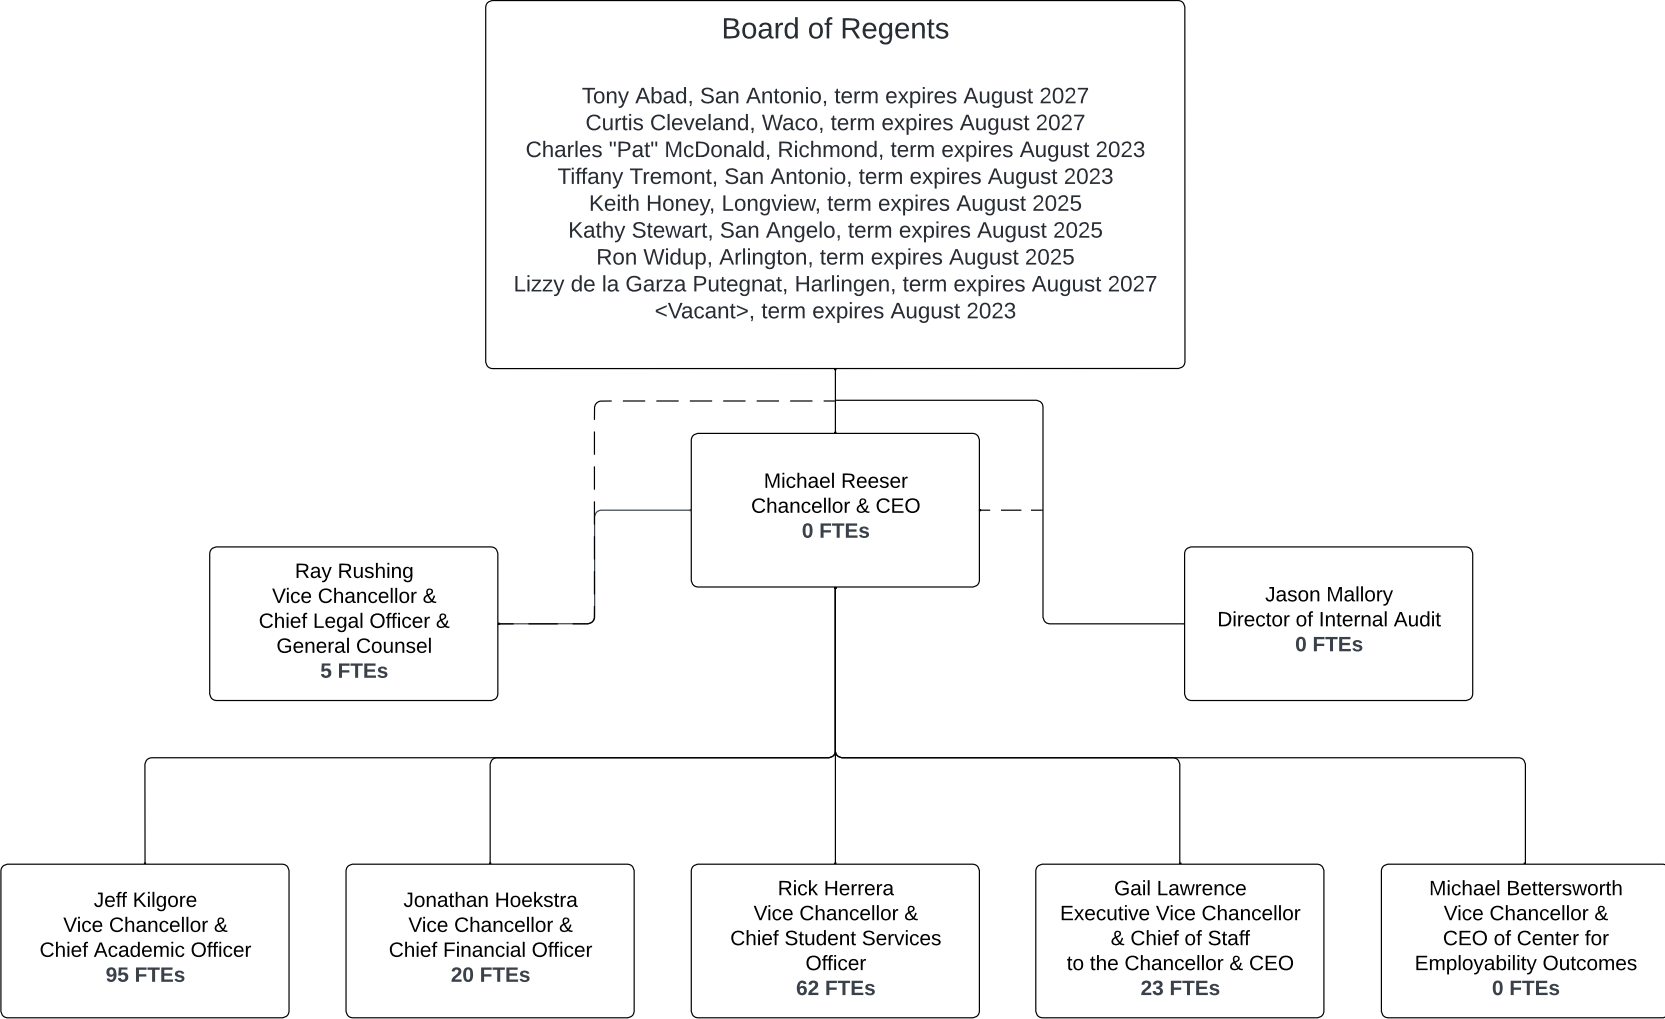 Board of Regents
Tony Abad, San Antonio, term expires August 2027
Curtis Cleveland, Waco, term expires August 2027
Charles "Pat" McDonald, Richmond, term expires August 2023
Tiffany Tremont, San Antonio, term expires August 2023
Keith Honey, Longview, term expires August 2025
Kathy Stewart, San Angelo, term expires August 2025
Ron Widup, Arlington, term expires August 2025
Lizzy de la Garza Putegnat, Harlingen, term expires August 2027
<Vacant>, term expires August 2023
Michael Reeser
Chancellor & CEO
0 FTEs
Ray Rushing
Vice Chancellor &
Chief Legal Officer &
General Counsel
5 FTEs
Jason Mallory
Director of Internal Audit
0 FTEs
Jeff Kilgore
Vice Chancellor &
Chief Academic Officer
95 FTEs
Jonathan Hoekstra
Vice Chancellor &
Chief Financial Officer
20 FTEs
Rick Herrera
Vice Chancellor &
Chief Student Services
Officer
62 FTEs
Gail Lawrence
Executive Vice Chancellor
& Chief of Staff
to the Chancellor & CEO
23 FTEs
Michael Bettersworth
Vice Chancellor &
CEO of Center for
Employability Outcomes
0 FTEs